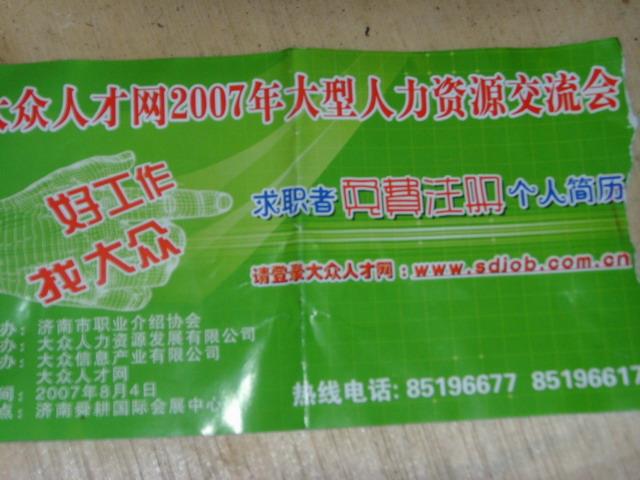 大众人才网2007年大型人力资源交流会
好工作
找大众
求职者免费注册个人简历
请登录大众人才网：www.sdjob.com.cn
办：济南市职业介绍协会
办：大众人力资源发展有限公司
办：大众信息产业有限公司
大众人才网
间：2007年8月4日
点：济南舜耕国际会展中心
热线电话：85196677 85196617